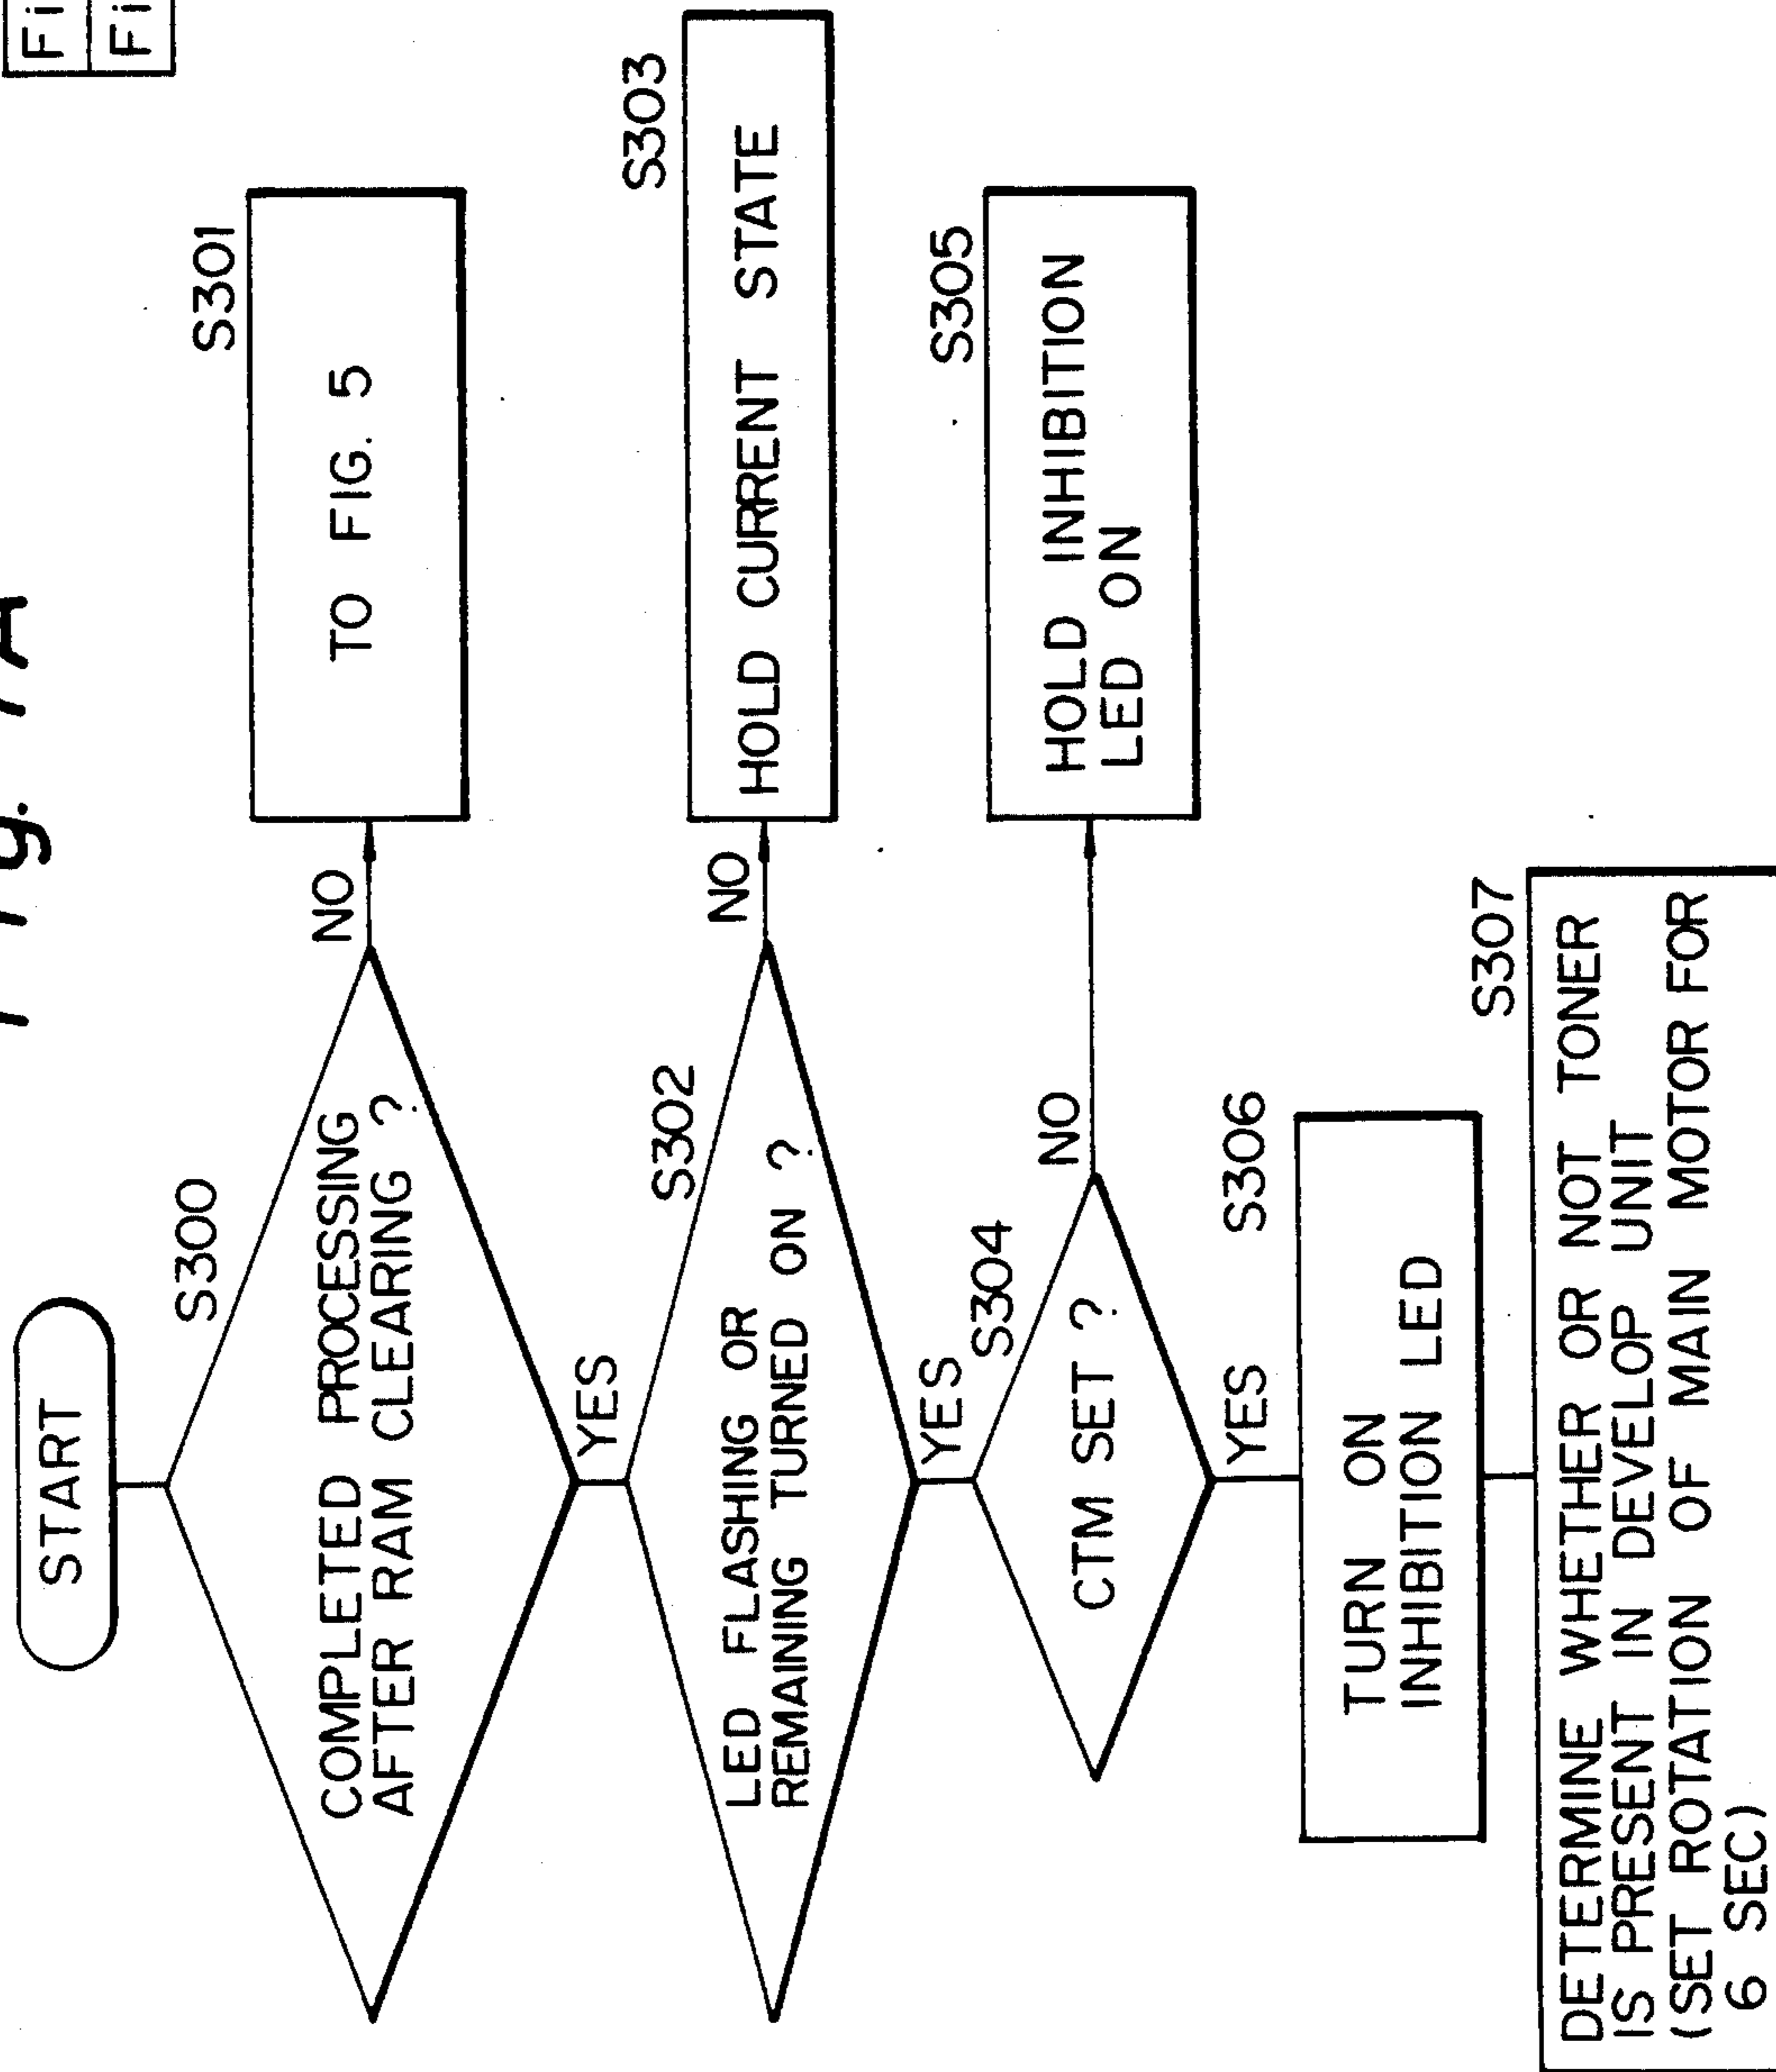 START
S300
COMPLETED PROCESSING
AFTER RAM CLEARING ?
NO
S301
TO FIG. 5
YES
S302
LED FLASHING OR
REMAINING TURNED ON ?
NO
S303
HOLD CURRENT STATE
YES
S304
CTM SET ?
NO
S305
HOLD INHIBITION
LED ON
YES
S306
TURN ON
INHIBITION LED
S307
DETERMINE WHETHER OR NOT TONER
IS PRESENT IN DEVELOP UNIT
(SET ROTATION OF MAIN MOTOR FOR
6 SEC)